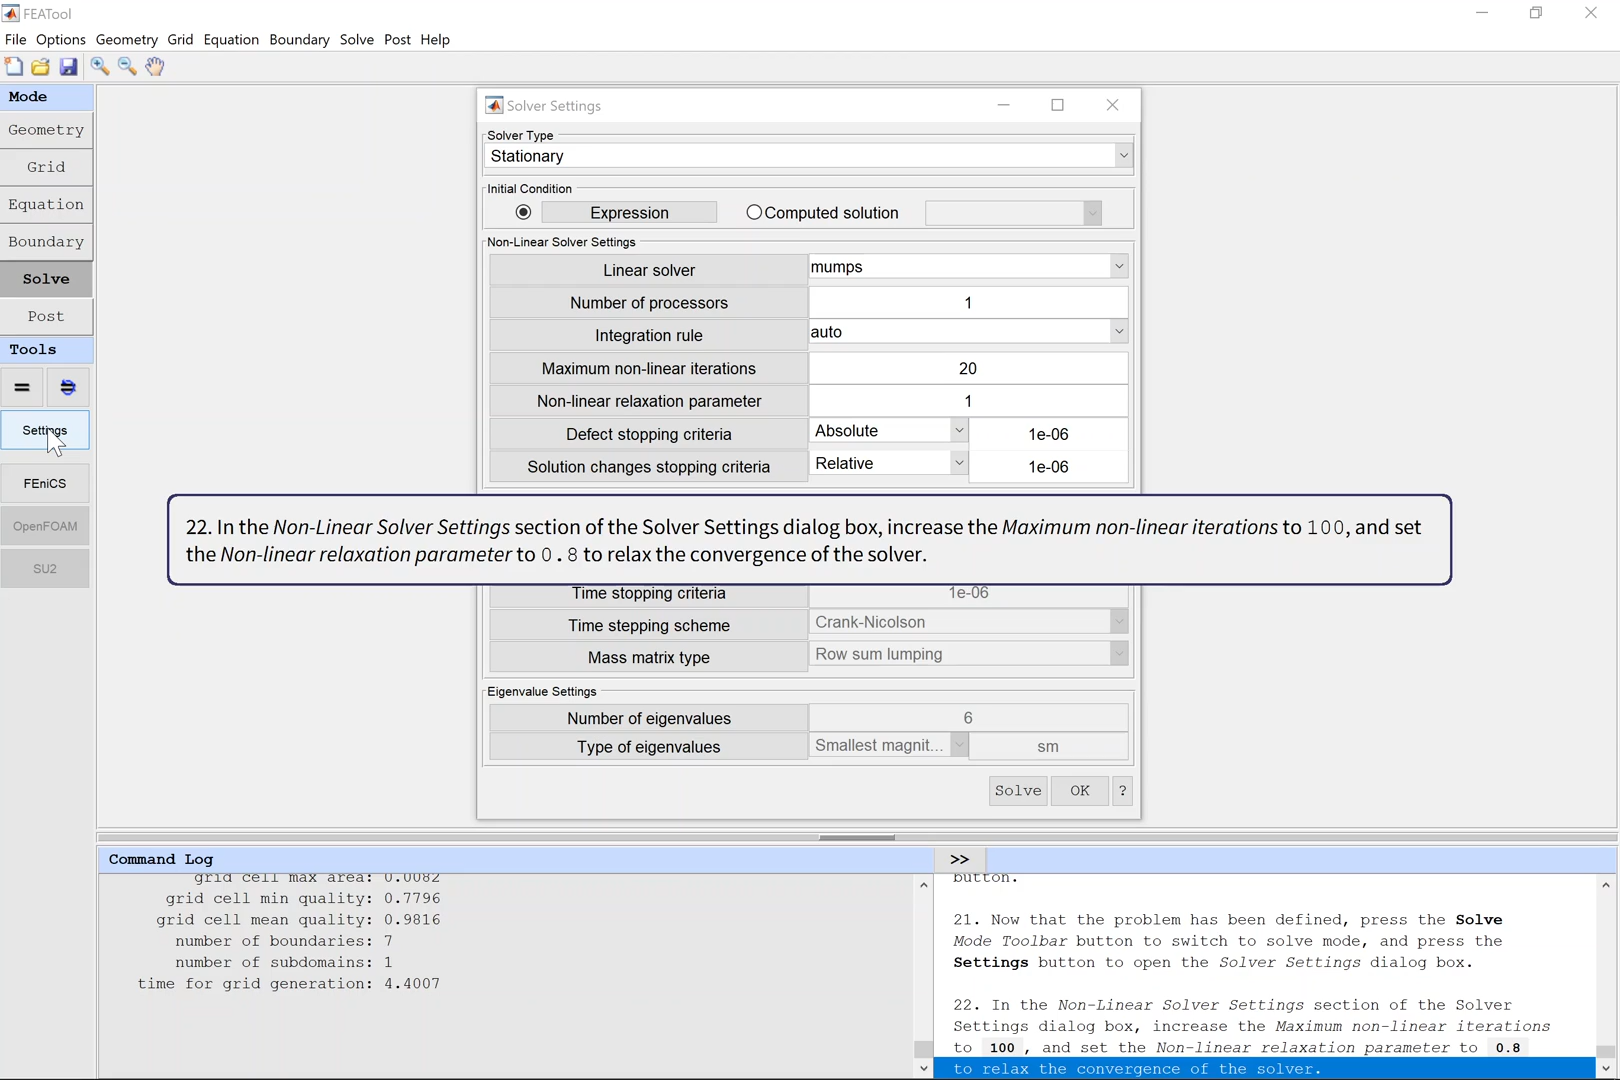 FEATool
File Options Geometry Grid Equation Boundary Solve Post Help
Mode
Geometry
Grid
Equation
Boundary
Solve
Post
Tools
Settings
FEniCS
OpenFOAM
SU2
Solver Settings
Solver Type
Stationary
Initial Condition
Expression
Computed solution
Non-Linear Solver Settings
Linear solver mumps
Number of processors 1
Integration rule auto
Maximum non-linear iterations 20
Non-linear relaxation parameter 1
Defect stopping criteria Absolute 1e-06
Solution changes stopping criteria Relative 1e-06
22. In the Non-Linear Solver Settings section of the Solver Settings dialog box, increase the Maximum non-linear iterations to 100, and set
the Non-linear relaxation parameter to 0.8 to relax the convergence of the solver.
Time stopping criteria 1e-06
Time stepping scheme Crank-Nicolson
Mass matrix type Row sum lumping
Eigenvalue Settings
Number of eigenvalues 6
Type of eigenvalues Smallest magnit... sm
Solve OK ?
Command Log
grid cell max area: 0.0082
grid cell min quality: 0.7796
grid cell mean quality: 0.9816
number of boundaries: 7
number of subdomains: 1
time for grid generation: 4.4007
>>
button.
21. Now that the problem has been defined, press the Solve
Mode Toolbar button to switch to solve mode, and press the
Settings button to open the Solver Settings dialog box.
22. In the Non-Linear Solver Settings section of the Solver
Settings dialog box, increase the Maximum non-linear iterations
to 100 , and set the Non-linear relaxation parameter to 0.8
to relax the convergence of the solver.